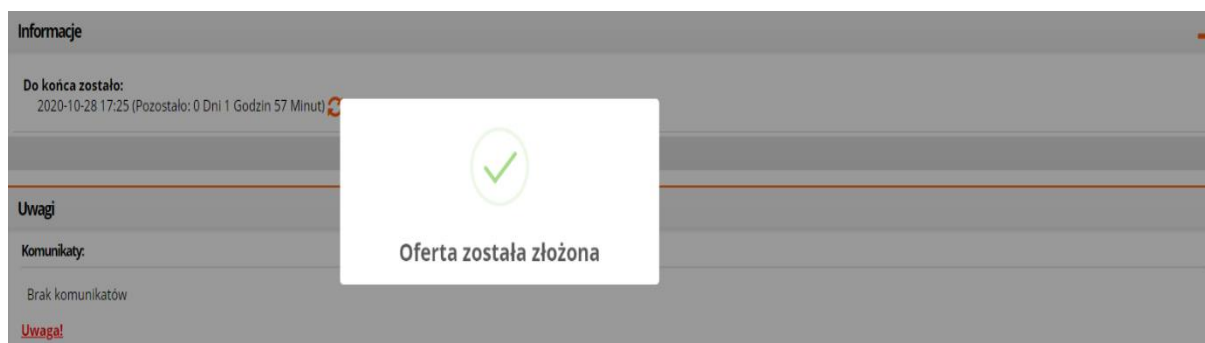 Informacje
Do końca zostało:
2020-10-28 17:25 (Pozostało: 0 Dni 1 Godzin 57 Minut)
Oferta została złożona
Uwagi
Komunikaty:
Brak komunikatów
Uwaga!